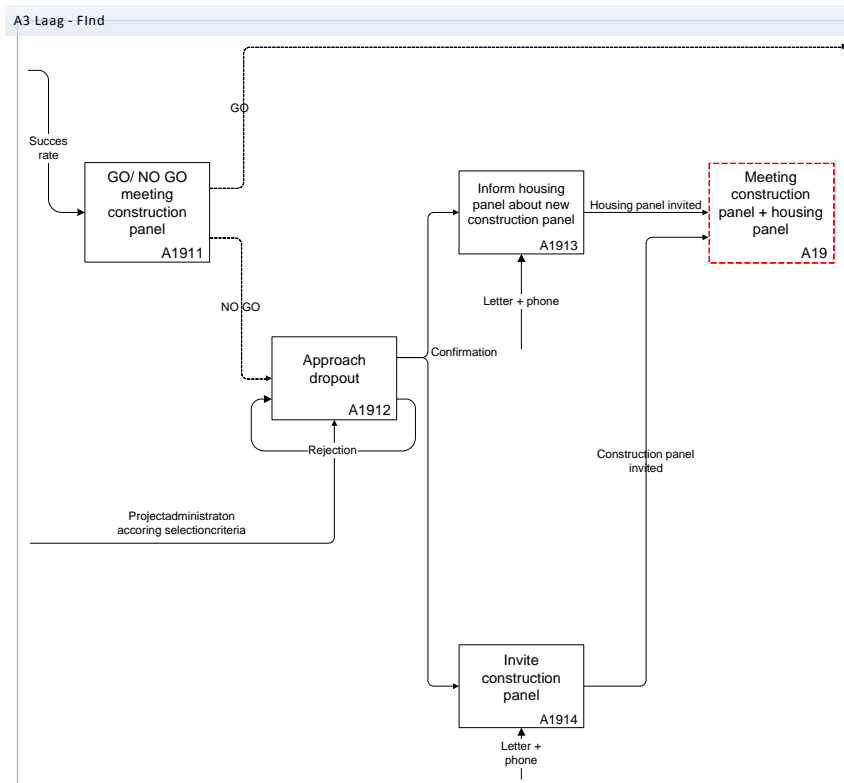 A3 Laag - FInd
GO
Succes
rate
GO/ NO GO
meeting
construction
panel
A1911
Inform housing
panel about new
construction panel
A1913
Housing panel invited
Meeting
construction
panel + housing
panel
A19
Letter + phone
NO GO
Approach
dropout
A1912
Confirmation
Rejection
Construction panel
invited
Projectadministraton
accoring selectioncriteria
Invite
construction
panel
A1914
Letter +
phone